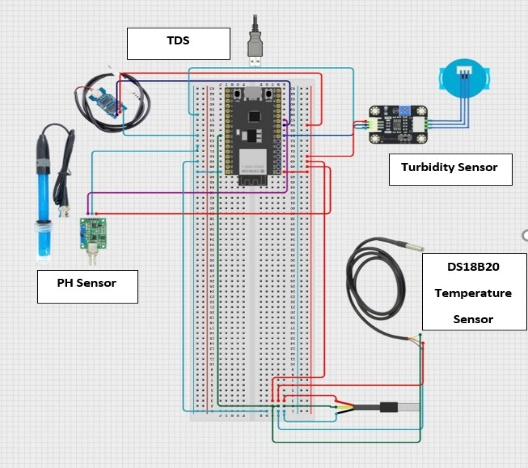 TDS
Turbidity Sensor
PH Sensor
DS18B20
Temperature
Sensor